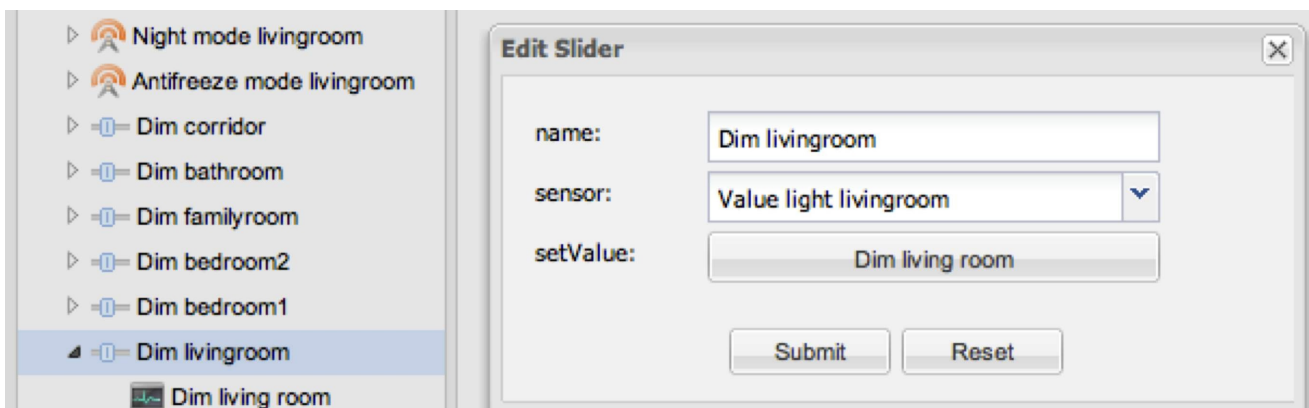 Night mode livingroom
Antifreeze mode livingroom
Dim corridor
Dim bathroom
Dim familyroom
Dim bedroom2
Dim bedroom1
Dim livingroom
Dim living room
Edit Slider
name: Dim livingroom
sensor: Value light livingroom
setValue: Dim living room
Submit Reset